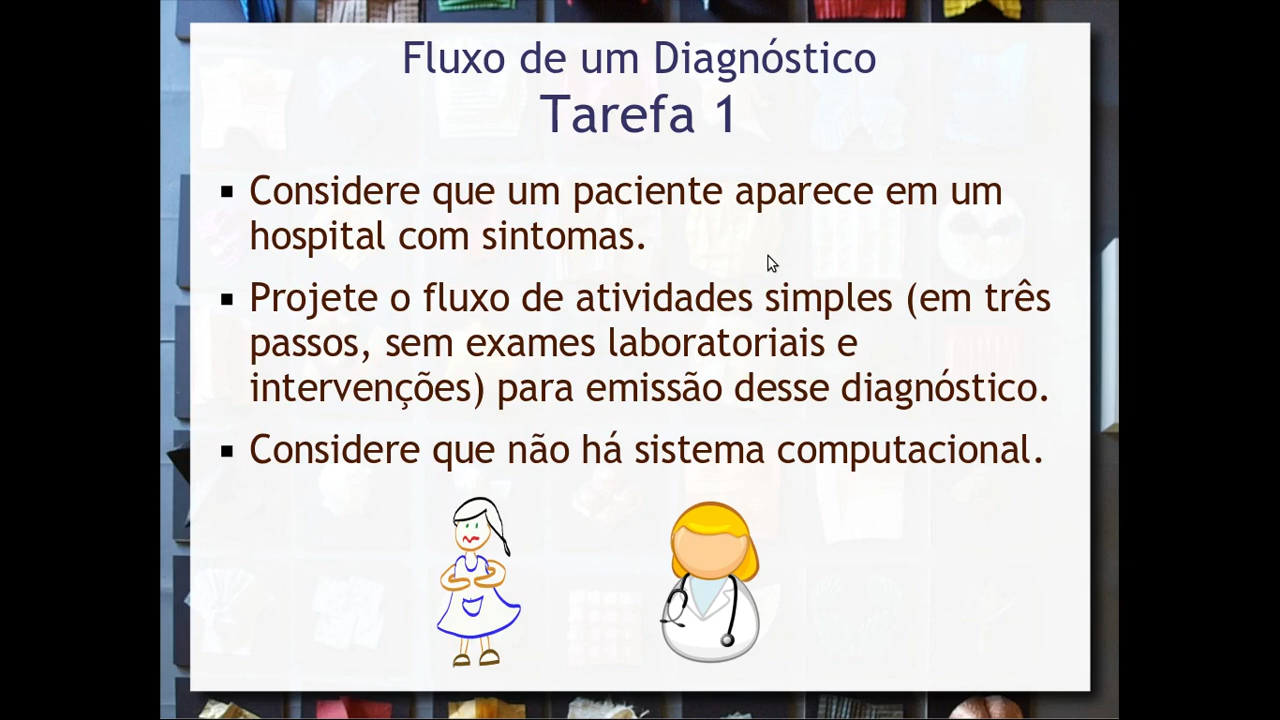 Fluxo de um Diagnóstico
Tarefa 1
Considere que um paciente aparece em um
hospital com sintomas.
Projete o fluxo de atividades simples (em três
passos, sem exames laboratoriais e
intervenções) para emissão desse diagnóstico.
Considere que não há sistema computacional.